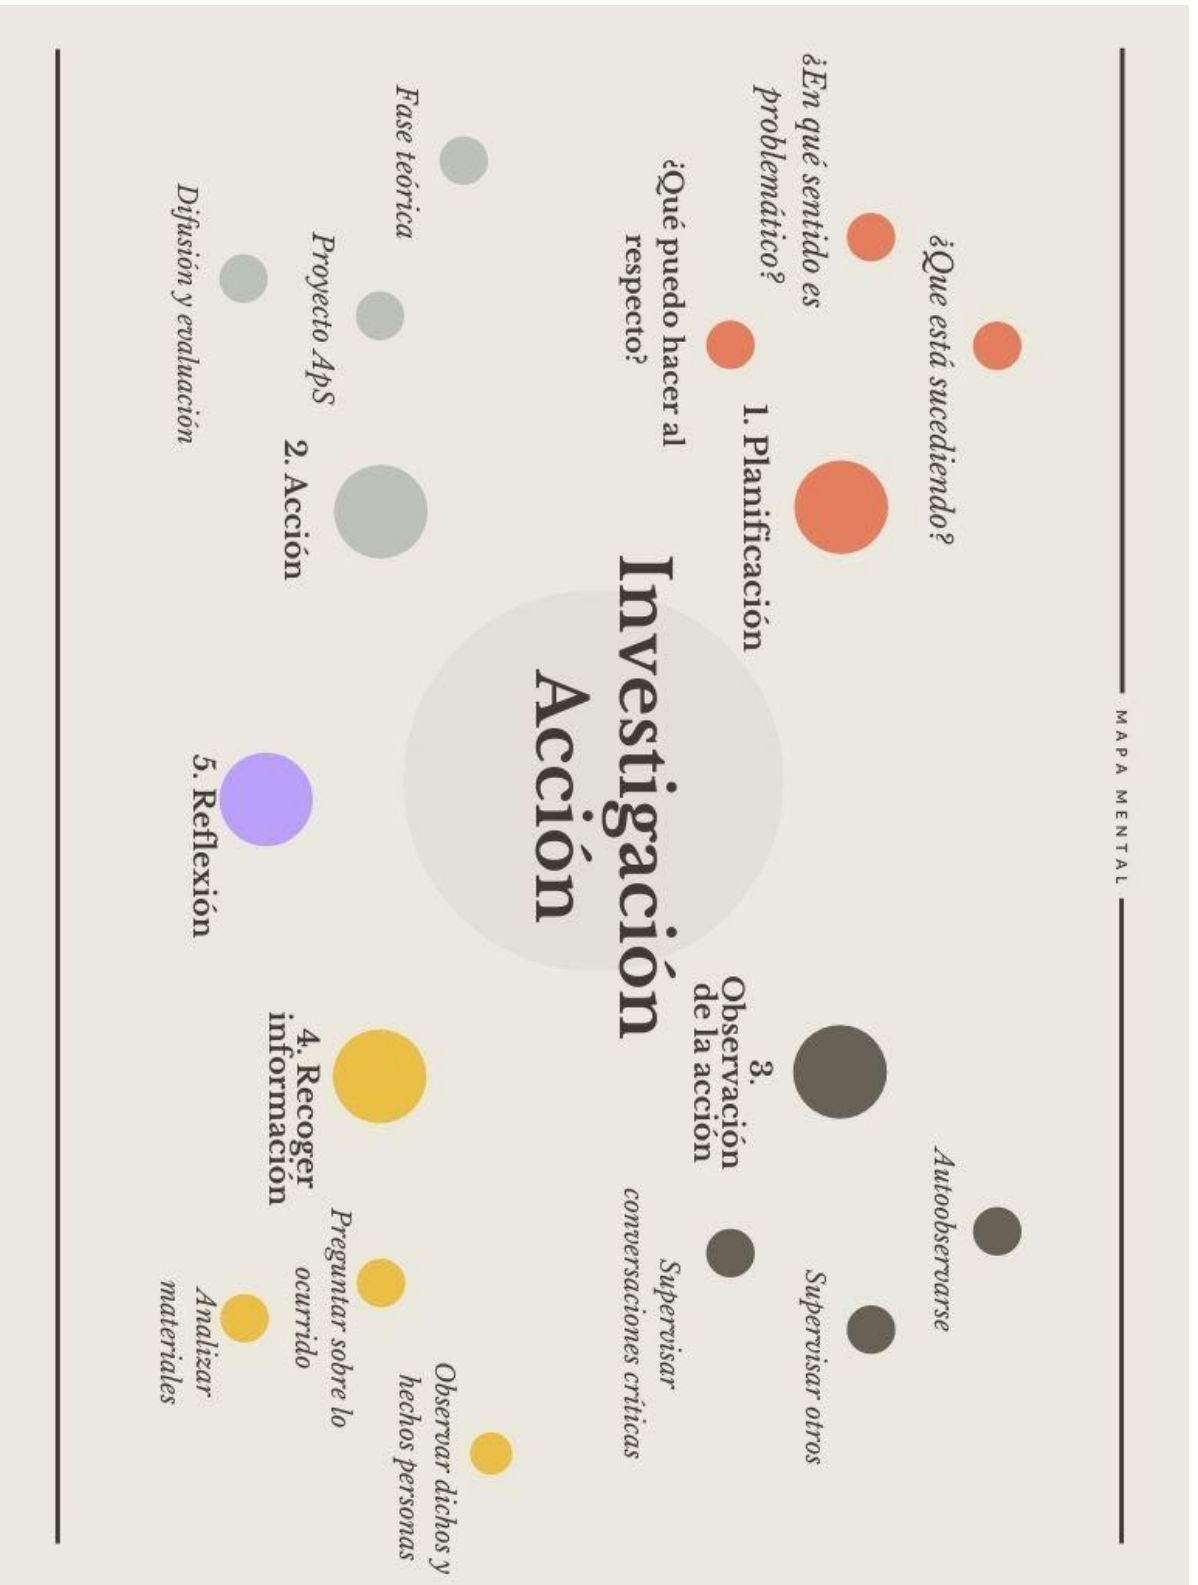 MAPA MENTAL
¿Que está sucediendo?
¿En qué sentido es
problemático?
1. Planificación
¿Qué puedo hacer al
respecto?
Investigación
Acción
Autoobservarse
Supervisar otros
3.
Observación
de la acción
Supervisar
conversaciones críticas
Fase teórica
Proyecto ApS
2. Acción
Difusión y evaluación
5. Reflexión
4. Recoger
información
Observar dichos y
hechos personas
Preguntar sobre lo
ocurrido
Analizar
materiales